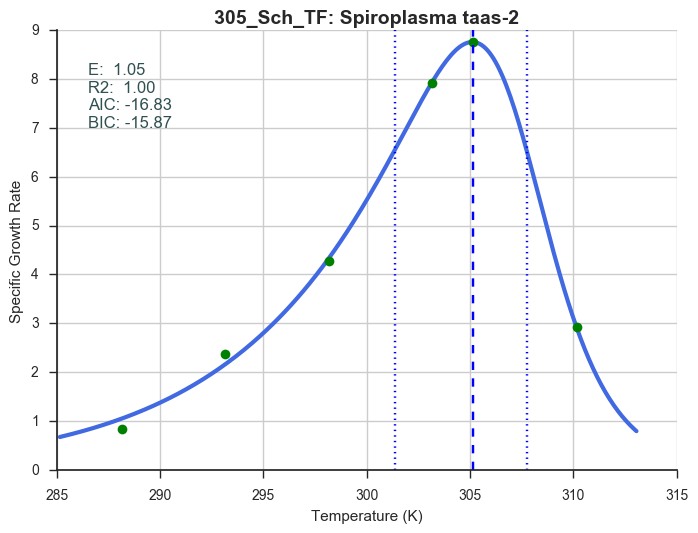 305_Sch_TF: Spiroplasma taas-2
E: 1.05
R2: 1.00
AIC: -16.83
BIC: -15.87
Specific Growth Rate
9
8
7
6
5
4
3
2
1
0
285 290 295 300 305 310 315
Temperature (K)